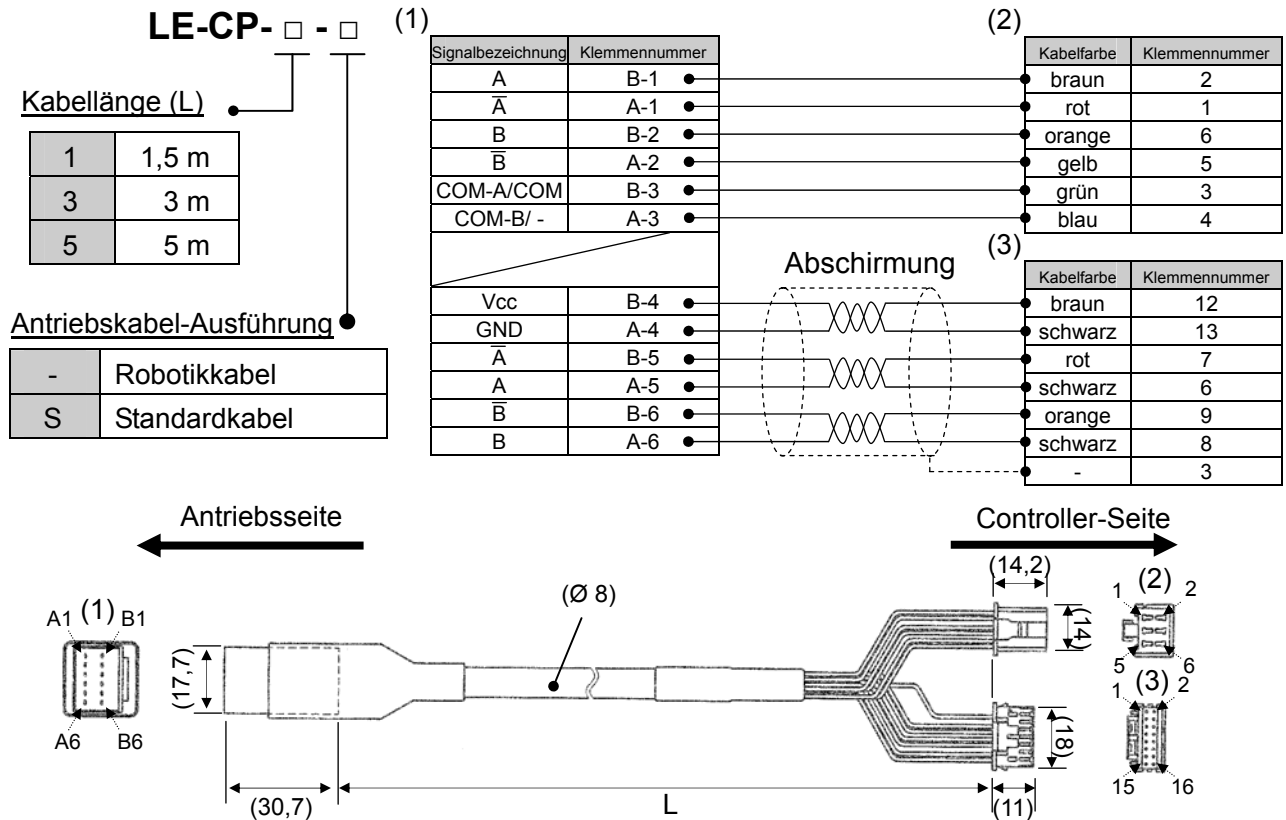 LE-CP- □ - □
Kabellänge (L)
1 1,5 m
3 3 m
5 5 m
Antriebskabel-Ausführung
- Robotikkabel
S Standardkabel
(1)
Signalbezeichnung Klemmennummer
A B-1
A̅ A-1
B B-2
B̅ A-2
COM-A/COM B-3
COM-B/ - A-3
Vcc B-4
GND A-4
A̅ B-5
A A-5
B̅ B-6
B A-6
Abschirmung
(2)
Kabelfarbe Klemmennummer
braun 2
rot 1
orange 6
gelb 5
grün 3
blau 4
(3)
Kabelfarbe Klemmennummer
braun 12
schwarz 13
rot 7
schwarz 6
orange 9
schwarz 8
- 3
Antriebsseite
Controller-Seite
(1)
A1 B1
A6 B6
(17,7)
(30,7)
(Ø 8)
L
(14,2)
(14)
(18)
(11)
(2)
1 2
5 6
(3)
1 2
15 16